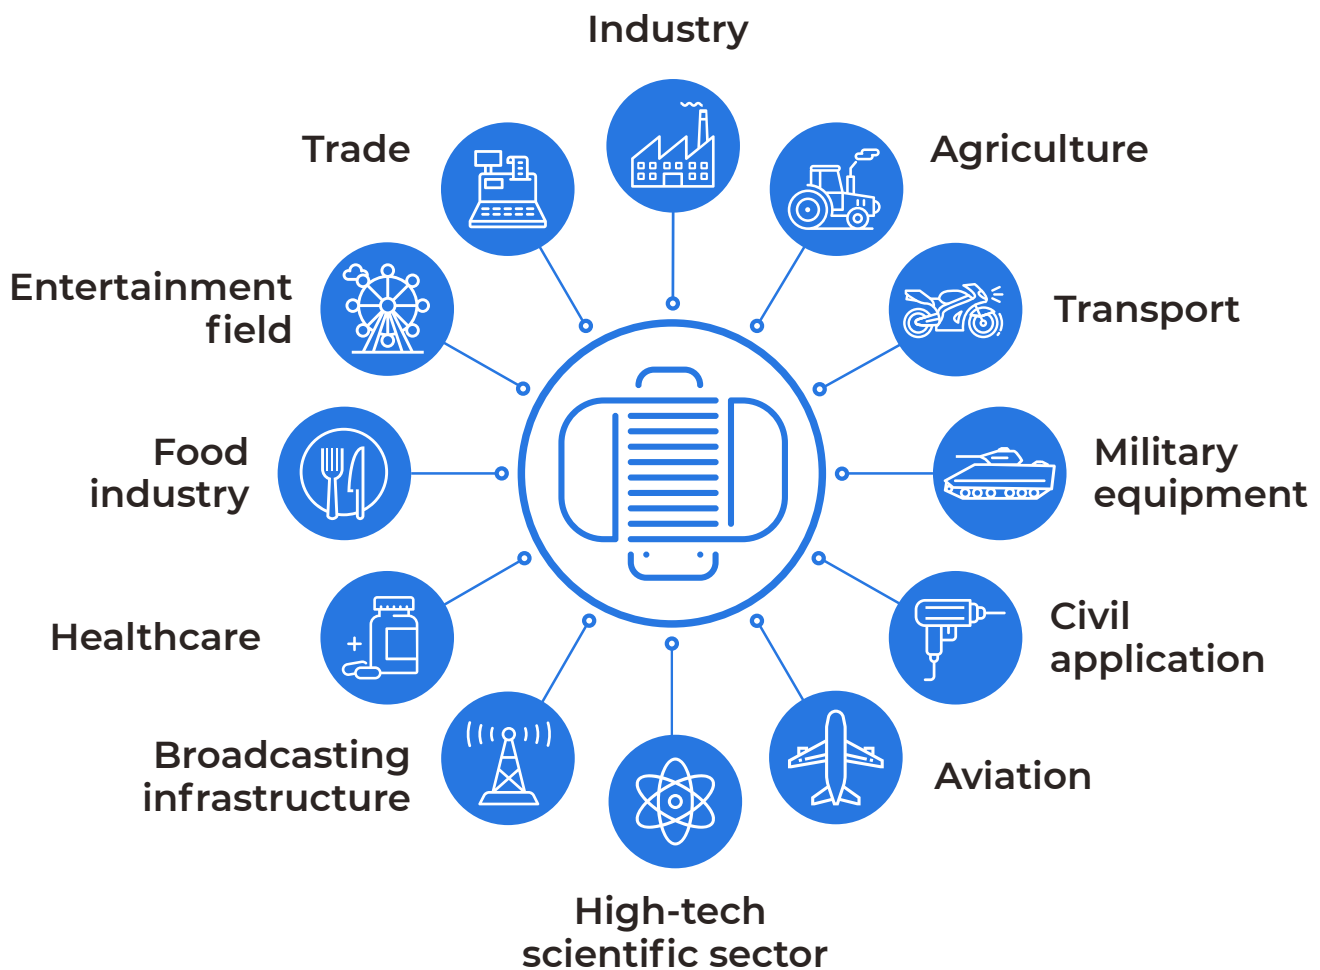 Industry
Trade
Agriculture
Entertainment
field
Transport
Food
industry
Military
equipment
Healthcare
Civil
application
Broadcasting
infrastructure
Aviation
High-tech
scientific sector